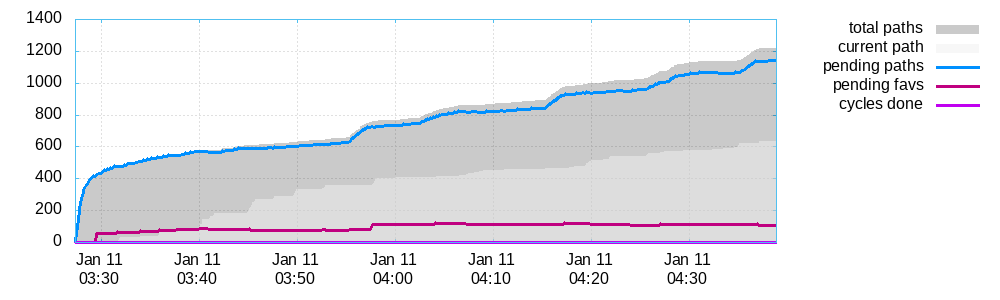 1400
1200
1000
800
600
400
200
0
Jan 11 03:30
Jan 11 03:40
Jan 11 03:50
Jan 11 04:00
Jan 11 04:10
Jan 11 04:20
Jan 11 04:30
total paths
current path
pending paths
pending favs
cycles done